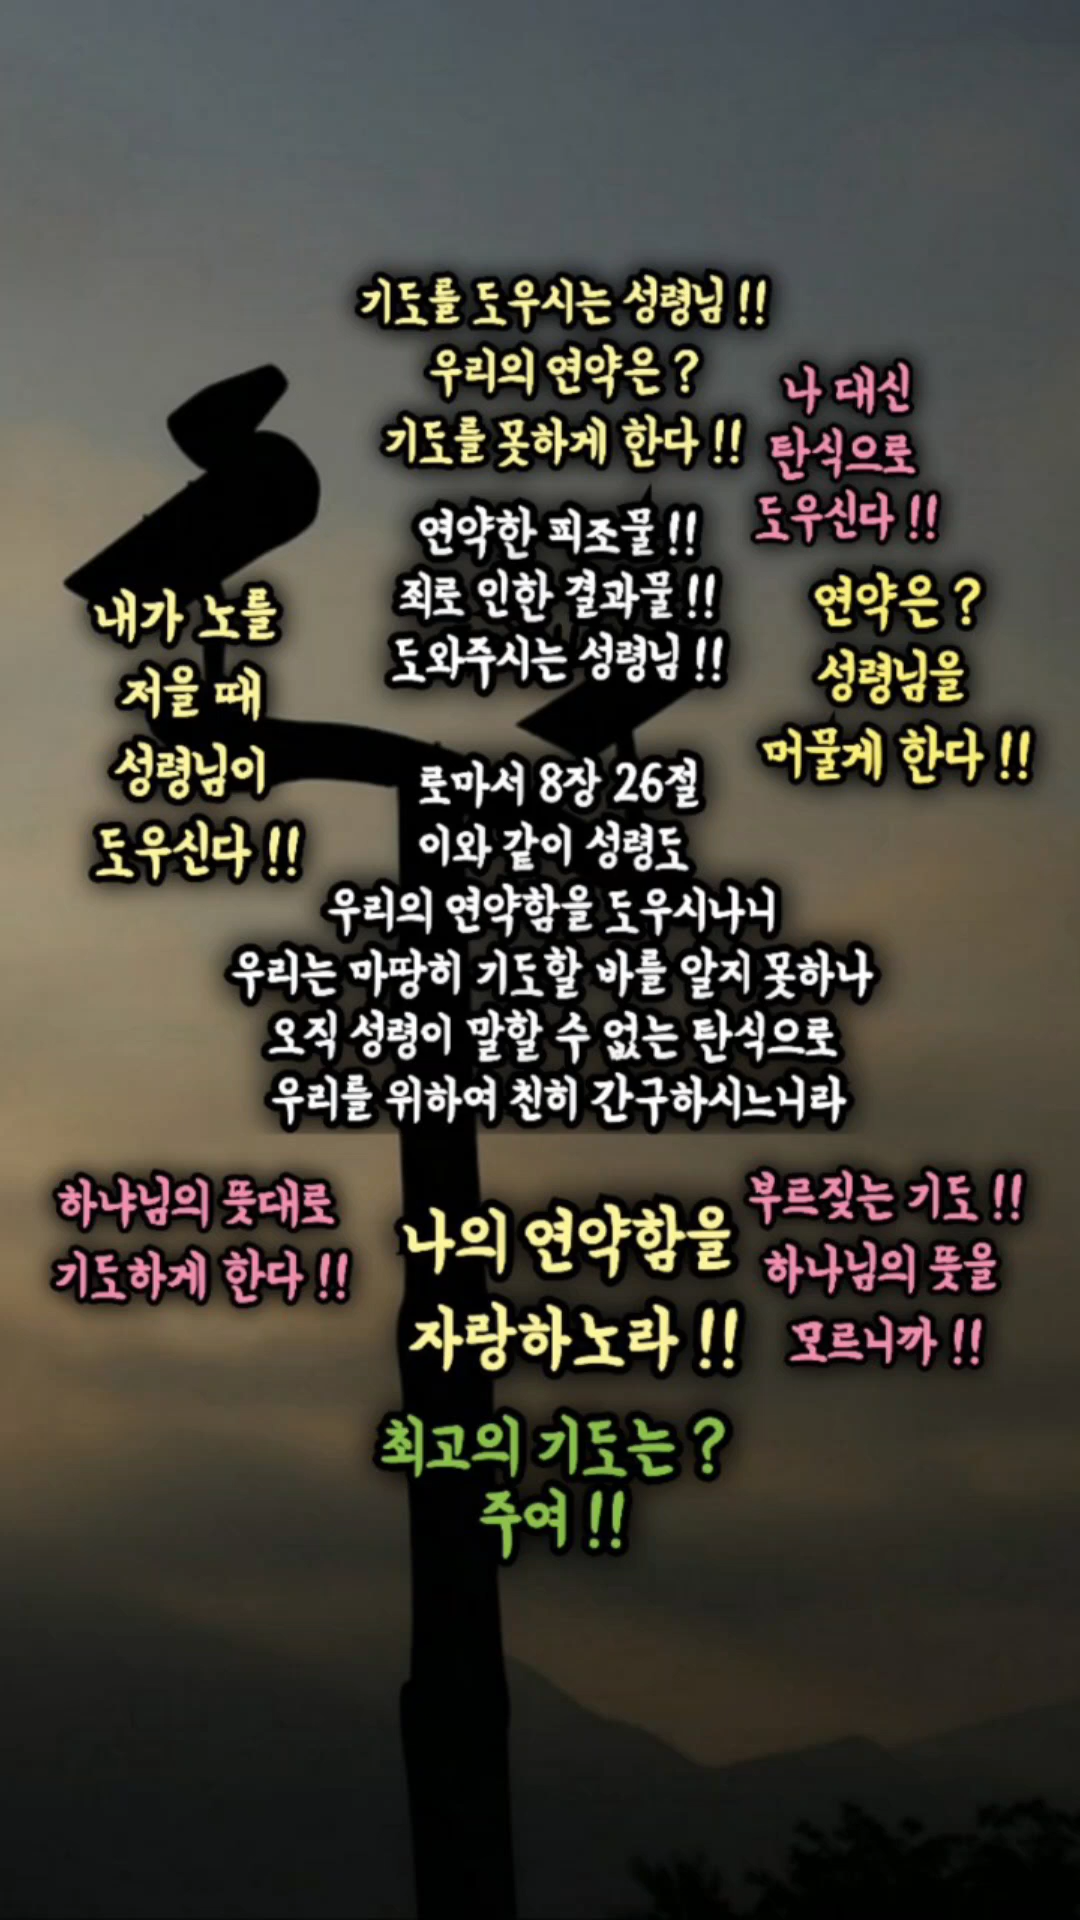 기도를 도우시는 성령님 !!
우리의 연약은 ?
기도를 못하게 한다 !!
나 대신
탄식으로
도우신다 !!
연약한 피조물 !!
죄로 인한 결과물 !!
도와주시는 성령님 !!
내가 노를
저을 때
성령님이
도우신다 !!
연약은 ?
성령님을
머물게 한다 !!
로마서 8장 26절
이와 같이 성령도
우리의 연약함을 도우시나니
우리는 마땅히 기도할 바를 알지 못하나
오직 성령이 말할 수 없는 탄식으로
우리를 위하여 친히 간구하시느니라
하냐님의 뜻대로
기도하게 한다 !!
나의 연약함을
자랑하노라 !!
부르짖는 기도 !!
하나님의 뜻을
모르니까 !!
최고의 기도는 ?
주여 !!